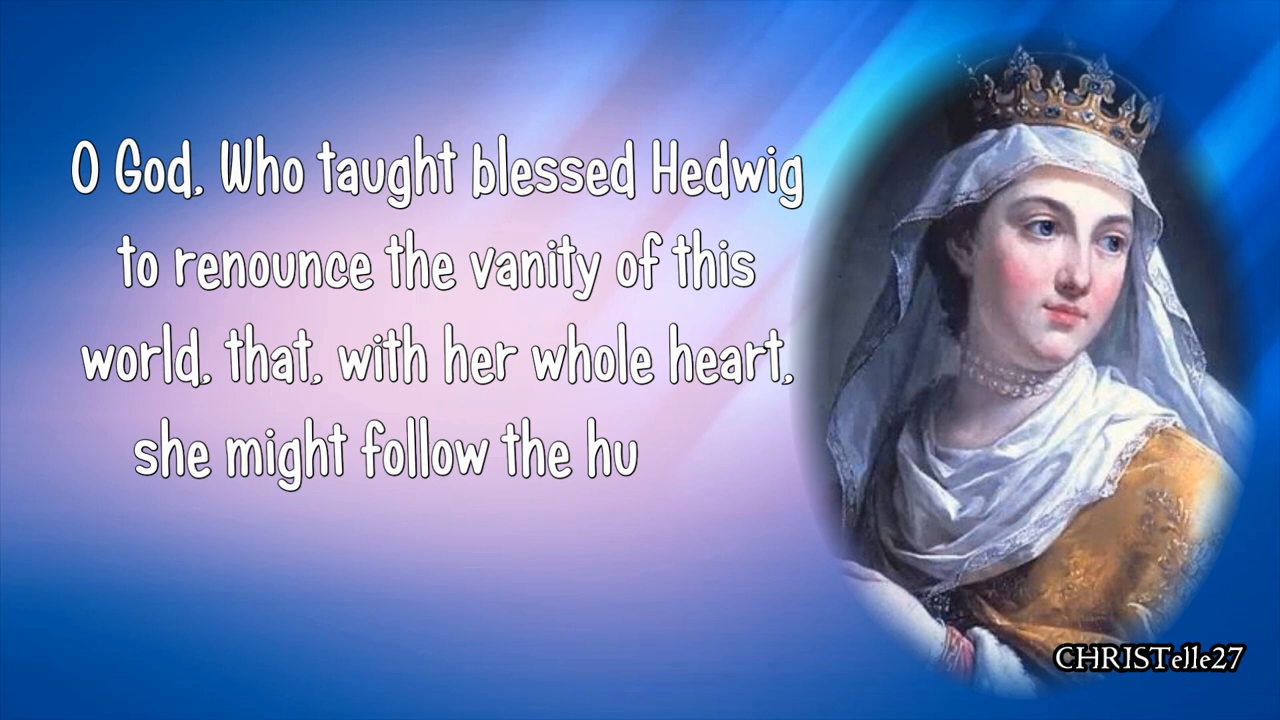 O God, Who taught blessed Hedwig
to renounce the vanity of this
world, that, with her whole heart,
she might follow the hu
CHRISTelle27